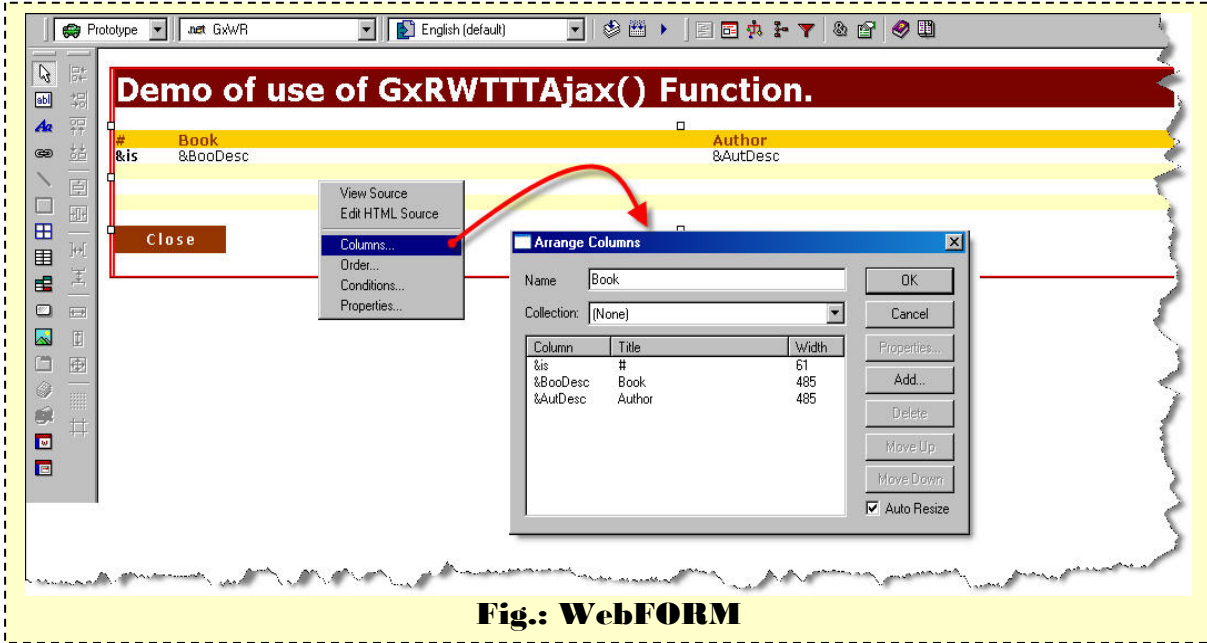 Prototype .net GxWR English (default)
Demo of use of GxRWTTTAjax() Function.
# Book Author
&is &BooDesc &AutDesc
Close
View Source
Edit HTML Source
Columns...
Order...
Conditions...
Properties...
Arrange Columns
Name Book
OK
Collection: (None)
Cancel
Column Title Width
Properties...
&is # 61
&BooDesc Book 485
&AutDesc Author 485
Add...
Delete
Move Up
Move Down
Auto Resize
Fig.: WebFORM